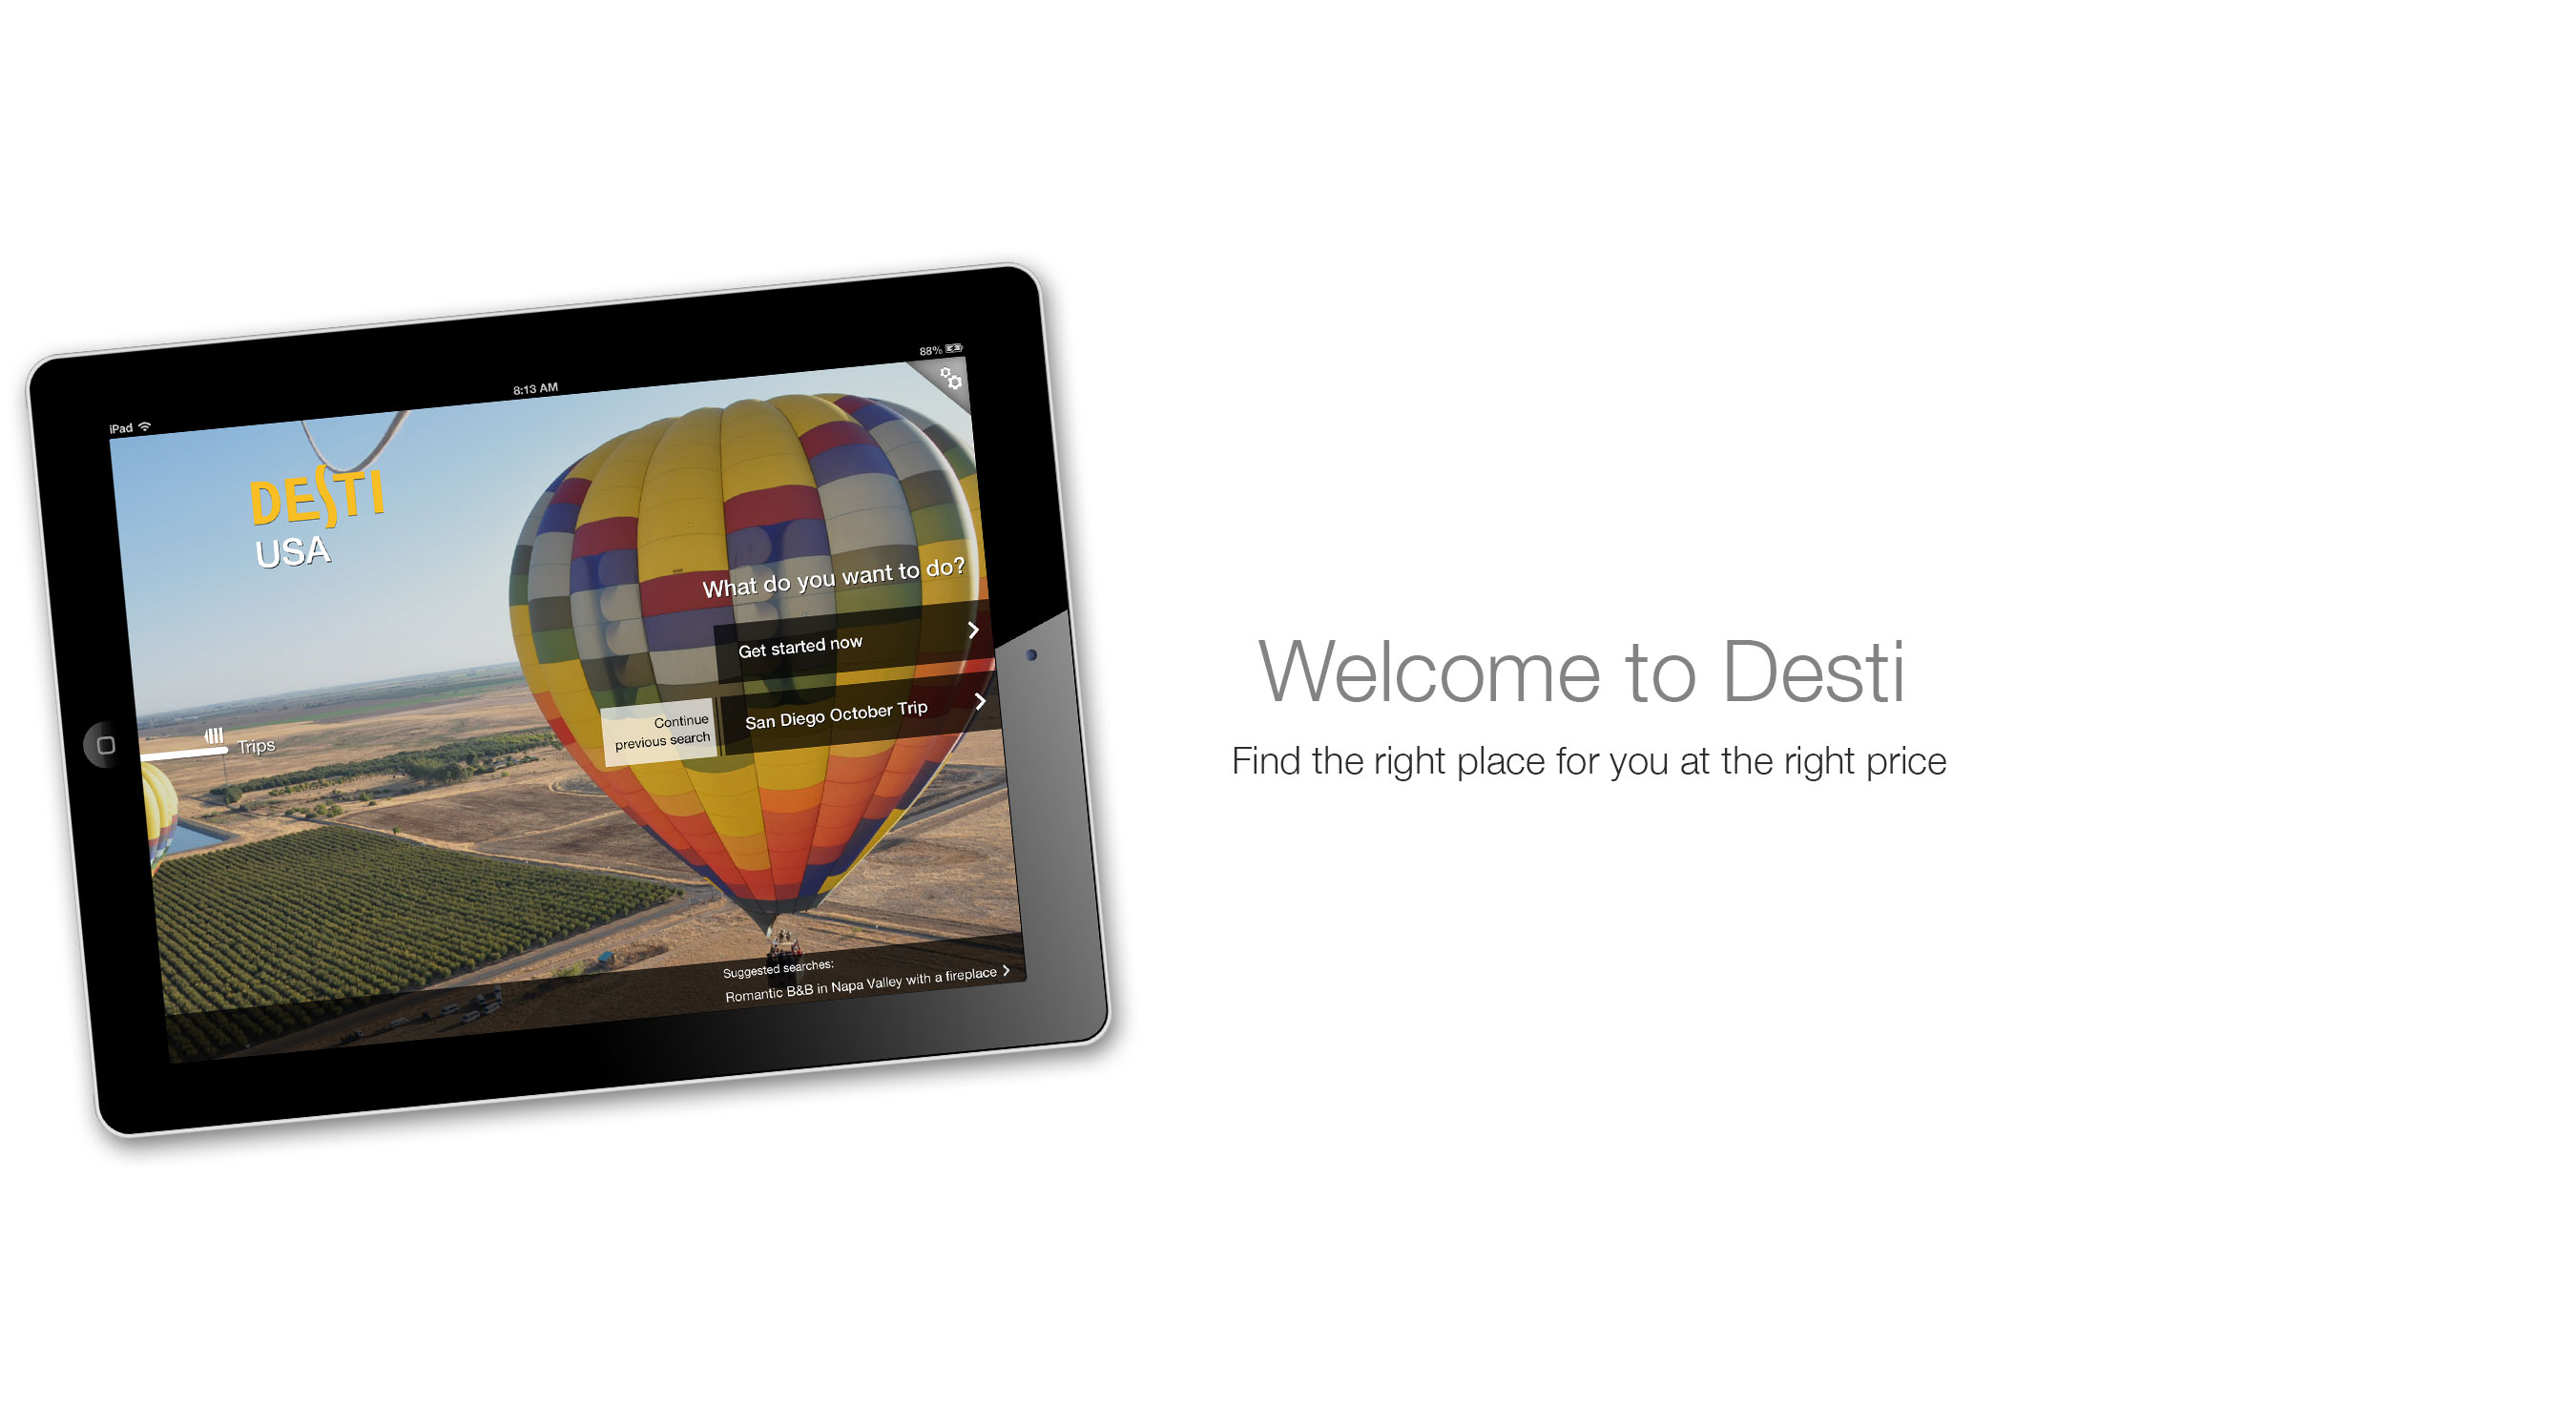 iPad
8:13 AM
88%
DESTI
USA
What do you want to do?
Get started now
Continue
previous search
San Diego October Trip
Trips
Suggested searches:
Romantic B&B in Napa Valley with a fireplace
Welcome to Desti
Find the right place for you at the right price